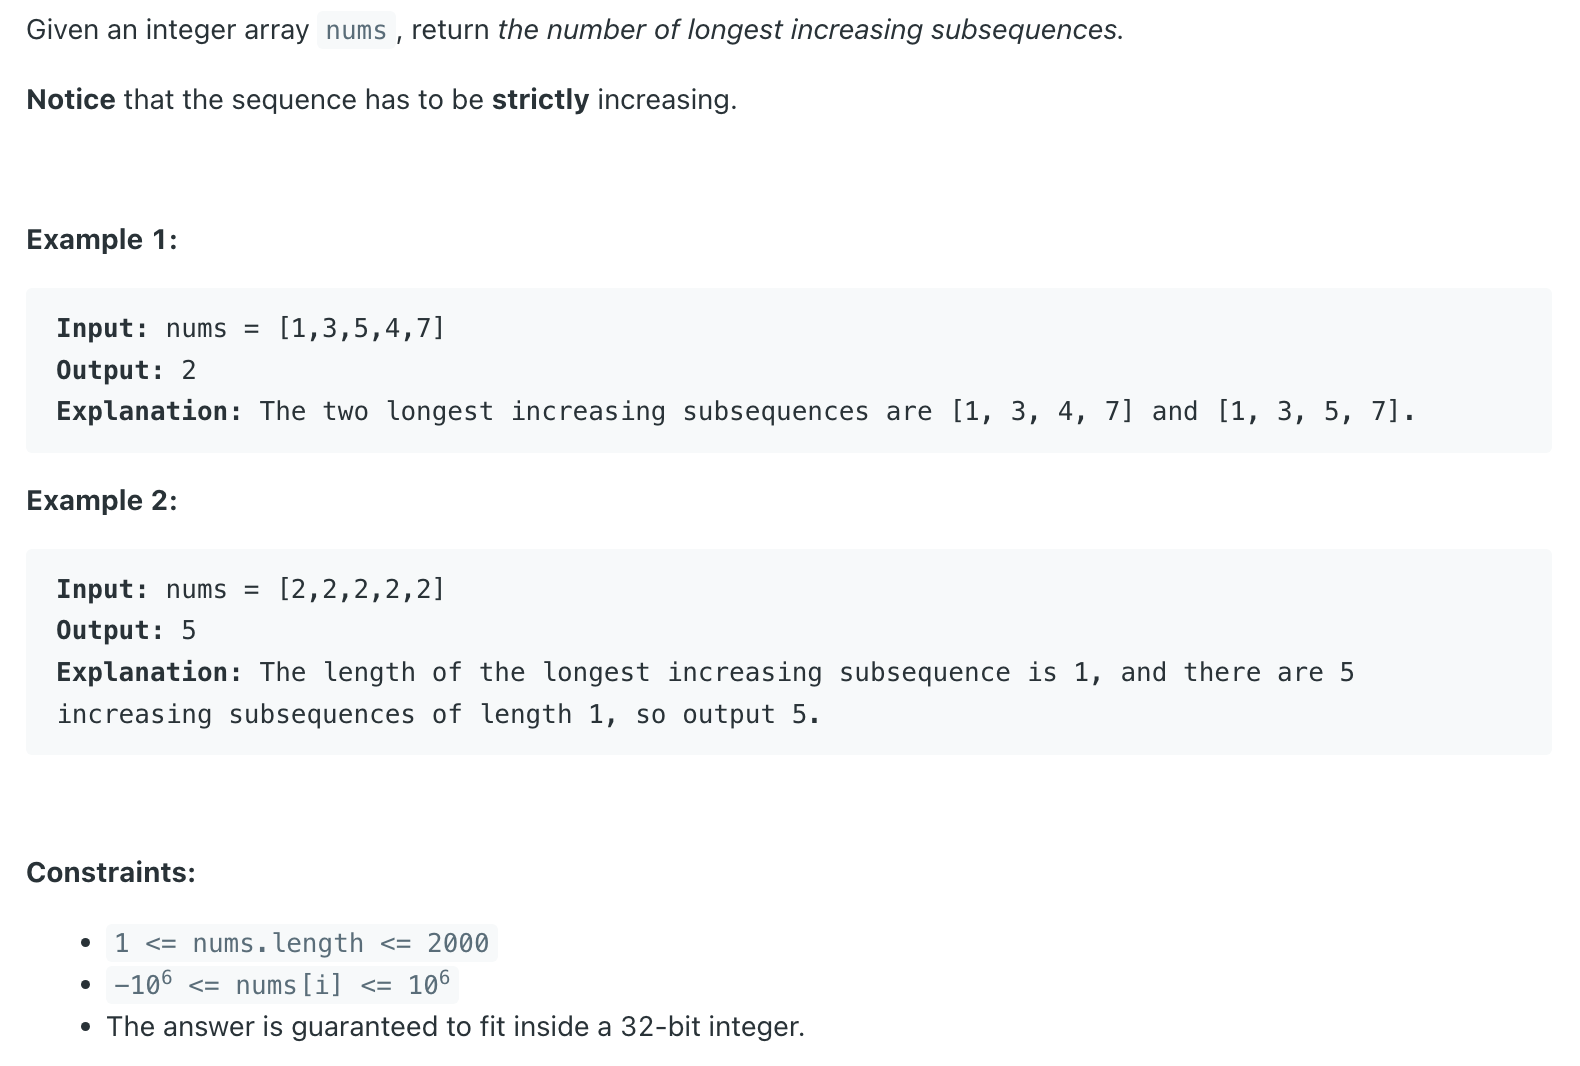 Given an integer array nums , return the number of longest increasing subsequences.
Notice that the sequence has to be strictly increasing.
Example 1:
Input: nums = [1,3,5,4,7]
Output: 2
Explanation: The two longest increasing subsequences are [1, 3, 4, 7] and [1, 3, 5, 7].
Example 2:
Input: nums = [2,2,2,2,2]
Output: 5
Explanation: The length of the longest increasing subsequence is 1, and there are 5
increasing subsequences of length 1, so output 5.
Constraints:
• 1 <= nums.length <= 2000
• −10⁶ <= nums[i] <= 10⁶
• The answer is guaranteed to fit inside a 32-bit integer.